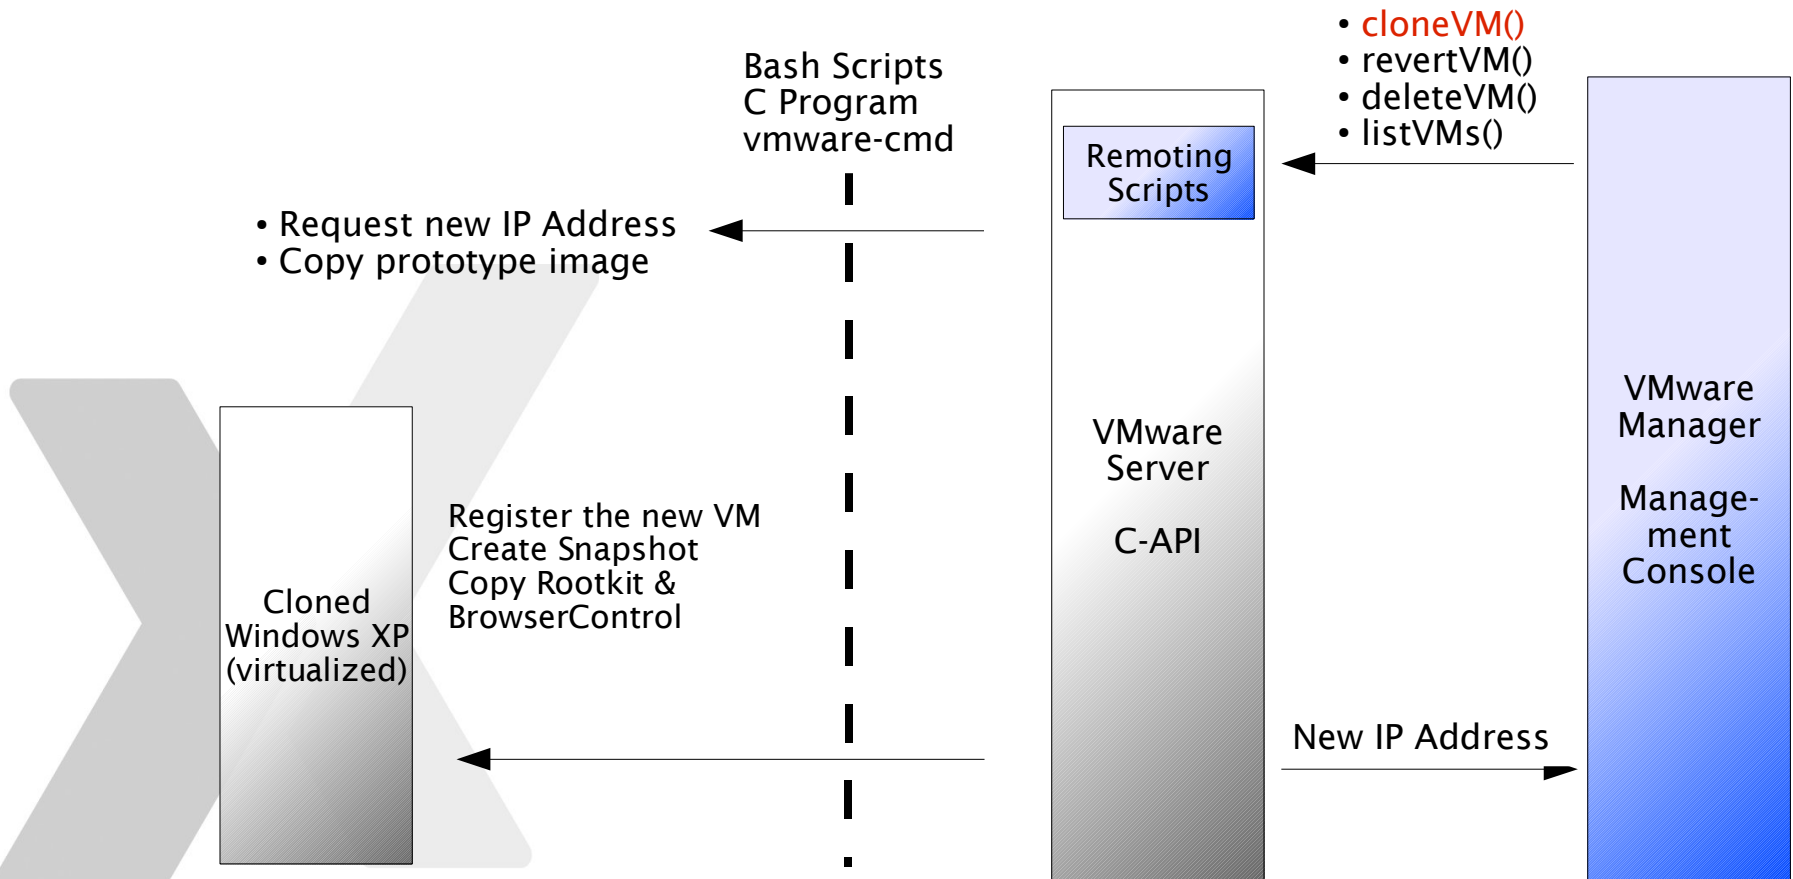 • cloneVM()
• revertVM()
• deleteVM()
• listVMs()
Bash Scripts
C Program
vmware-cmd
Remoting
Scripts
• Request new IP Address
• Copy prototype image
VMware
Server
C-API
VMware
Manager
Manage-
ment
Console
Register the new VM
Create Snapshot
Copy Rootkit &
BrowserControl
Cloned
Windows XP
(virtualized)
New IP Address